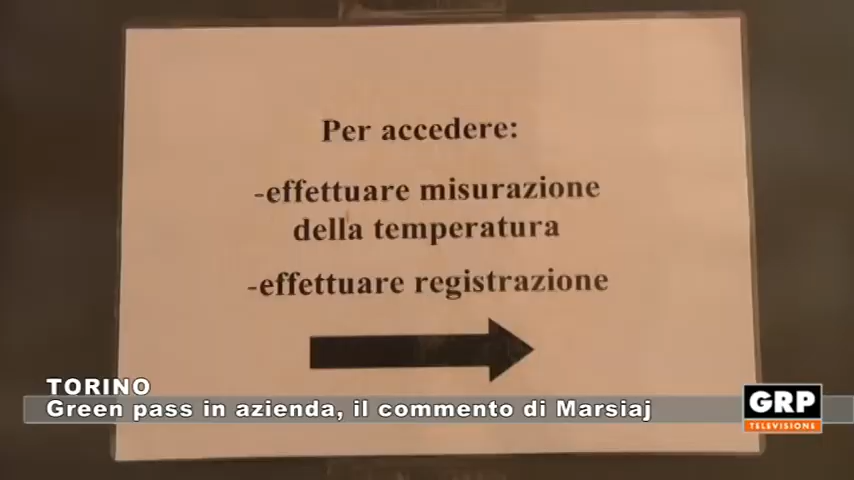 Per accedere:
-effettuare misurazione
della temperatura
-effettuare registrazione
TORINO
Green pass in azienda, il commento di Marsiaj
GRP
TELEVISIONE